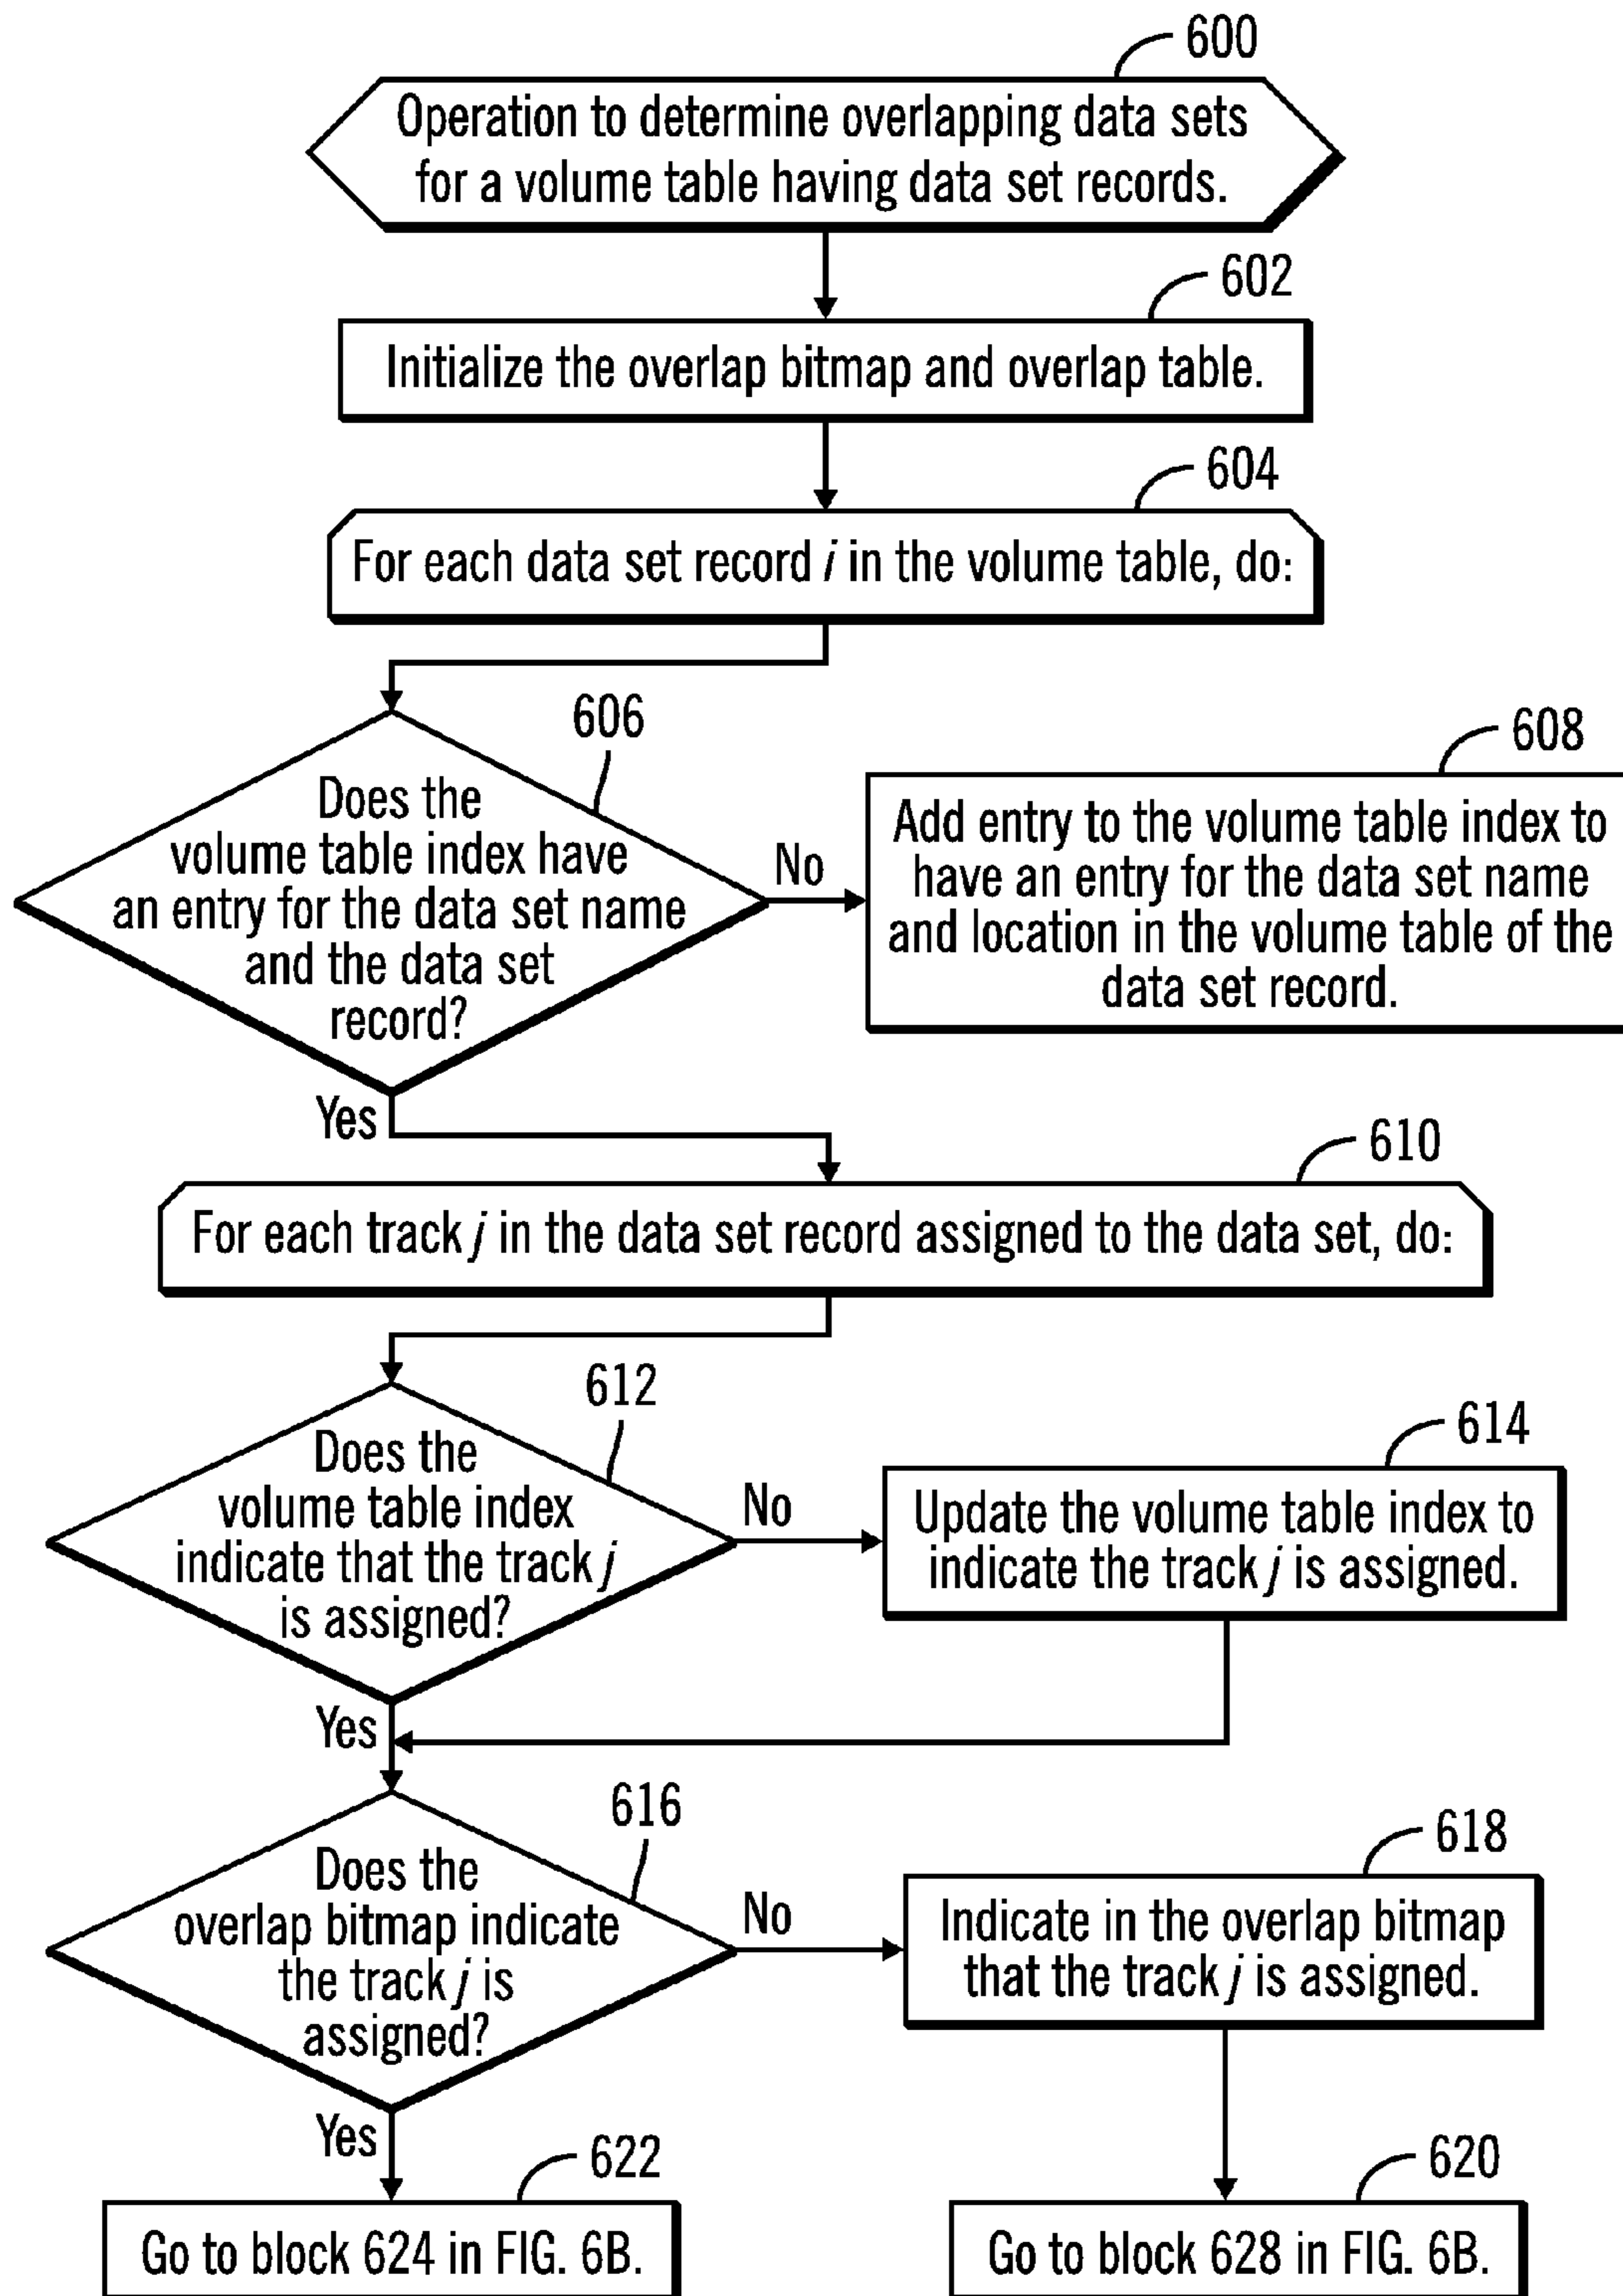 600
Operation to determine overlapping data sets
for a volume table having data set records.
602
Initialize the overlap bitmap and overlap table.
604
For each data set record i in the volume table, do:
606
Does the
volume table index have
an entry for the data set name
and the data set
record?
No
608
Add entry to the volume table index to
have an entry for the data set name
and location in the volume table of the
data set record.
Yes
610
For each track j in the data set record assigned to the data set, do:
612
Does the
volume table index
indicate that the track j
is assigned?
No
614
Update the volume table index to
indicate the track j is assigned.
Yes
616
Does the
overlap bitmap indicate
the track j is
assigned?
No
618
Indicate in the overlap bitmap
that the track j is assigned.
Yes
622
Go to block 624 in FIG. 6B.
620
Go to block 628 in FIG. 6B.